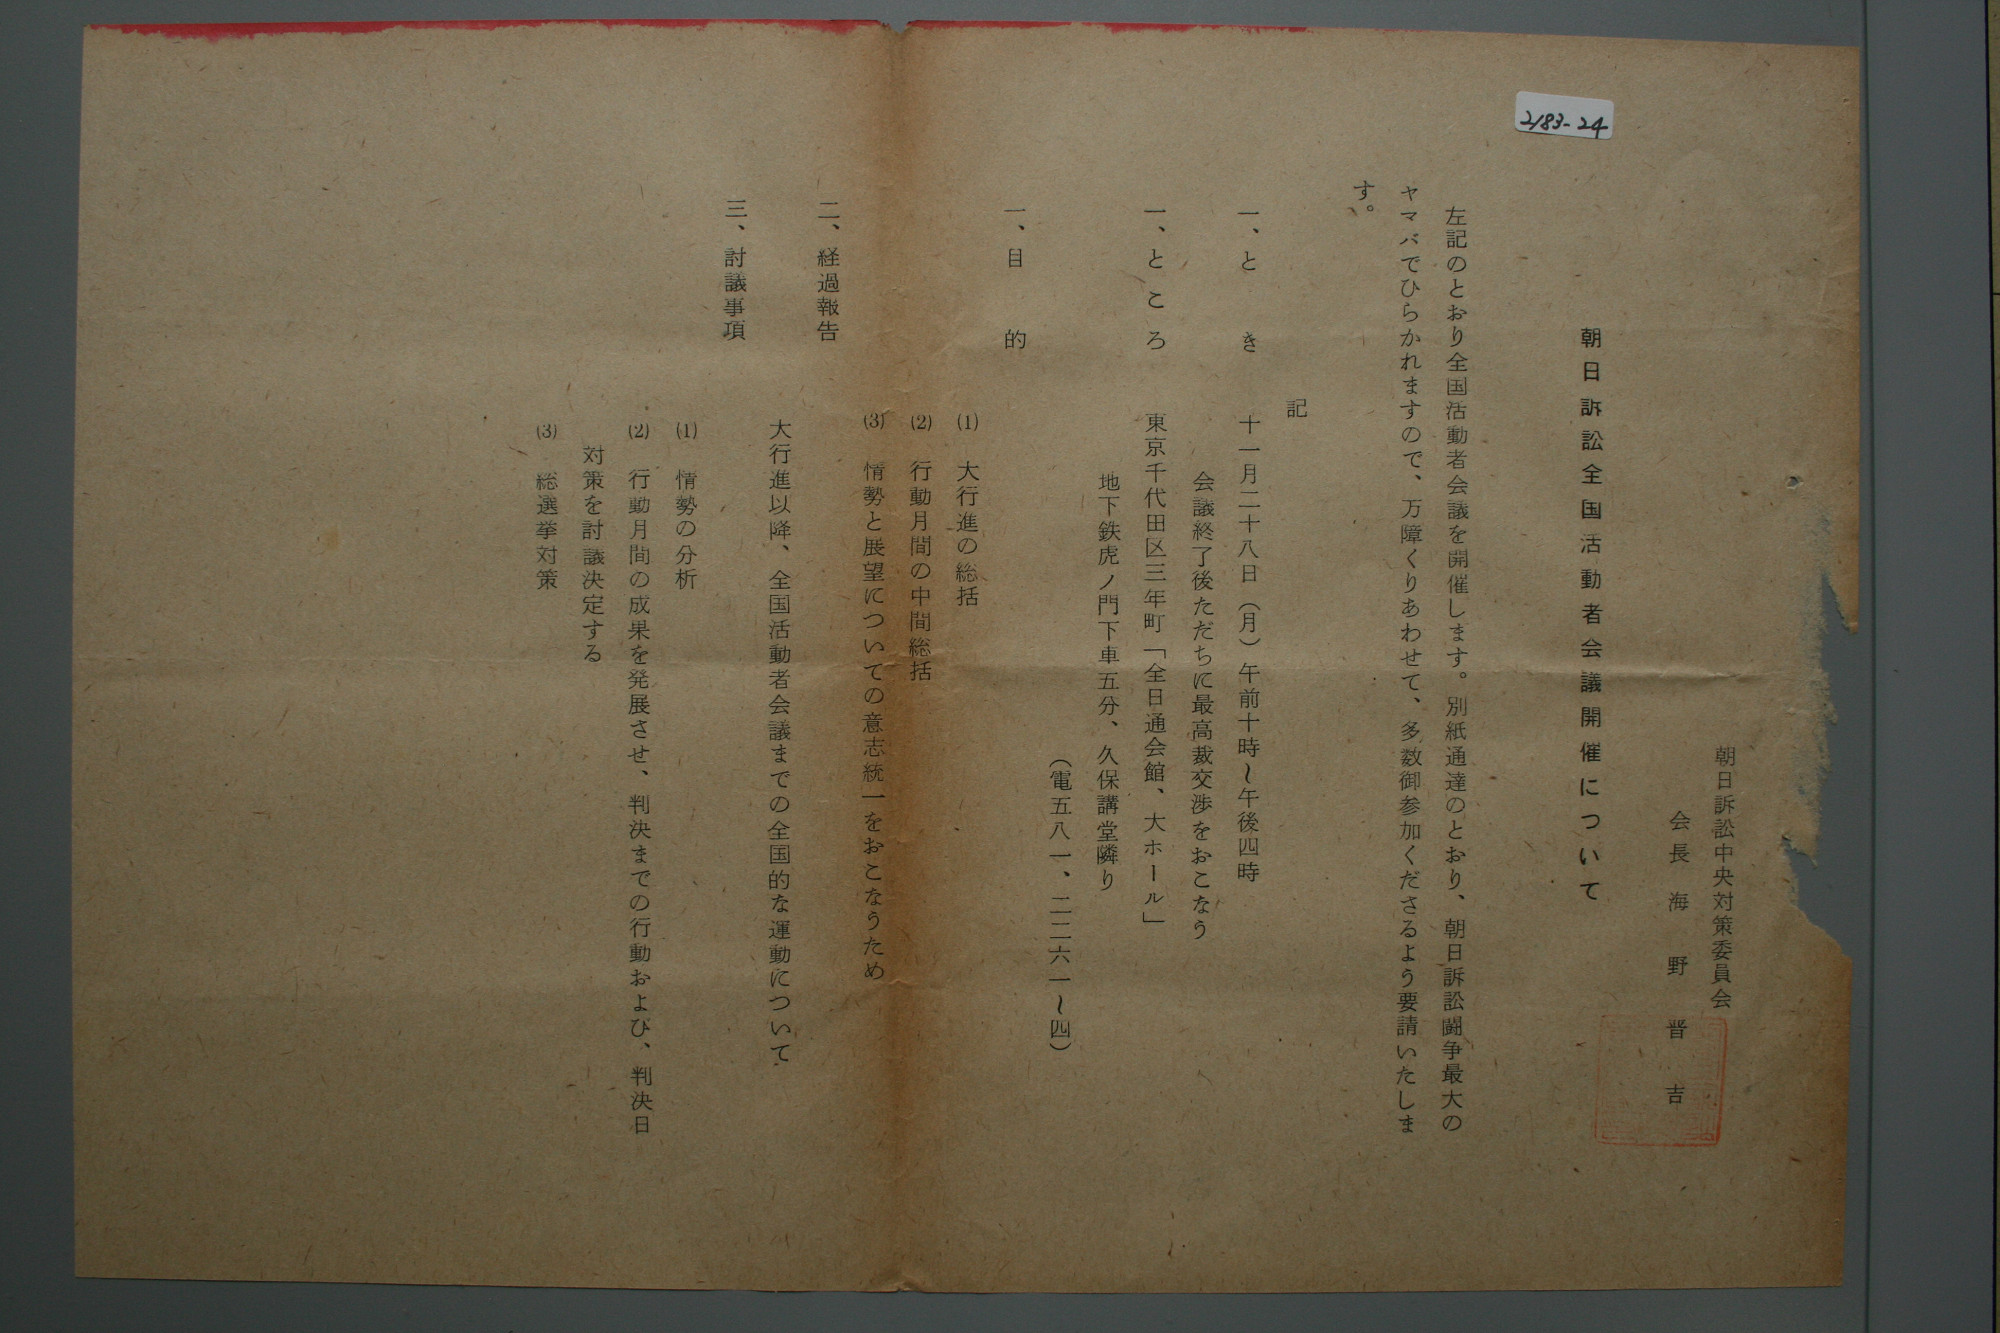 2183-24
朝日訴訟中央対策委員会
会長 海野晋吉
朝日訴訟全国活動者会議開催について
左記のとおり全国活動者会議を開催します。別紙通達のとおり、朝日訴訟闘争最大の
ヤマバでひらかれますので、万障くりあわせて、多数御参加くださるよう要請いたしま
す。
記
一、とき 十一月二十八日（月）午前十時〜午後四時
会議終了後ただちに最高裁交渉をおこなう
一、ところ 東京千代田区三年町「全日通会館、大ホール」
地下鉄虎ノ門下車五分、久保講堂隣り
（電五八一、二二六一〜四）
一、目的
(1) 大行進の総括
(2) 行動月間の中間総括
(3) 情勢と展望についての意志統一をおこなうため
二、経過報告
大行進以降、全国活動者会議までの全国的な運動について
三、討議事項
(1) 情勢の分析
(2) 行動月間の成果を発展させ、判決までの行動および、判決日
対策を討議決定する
(3) 総選挙対策